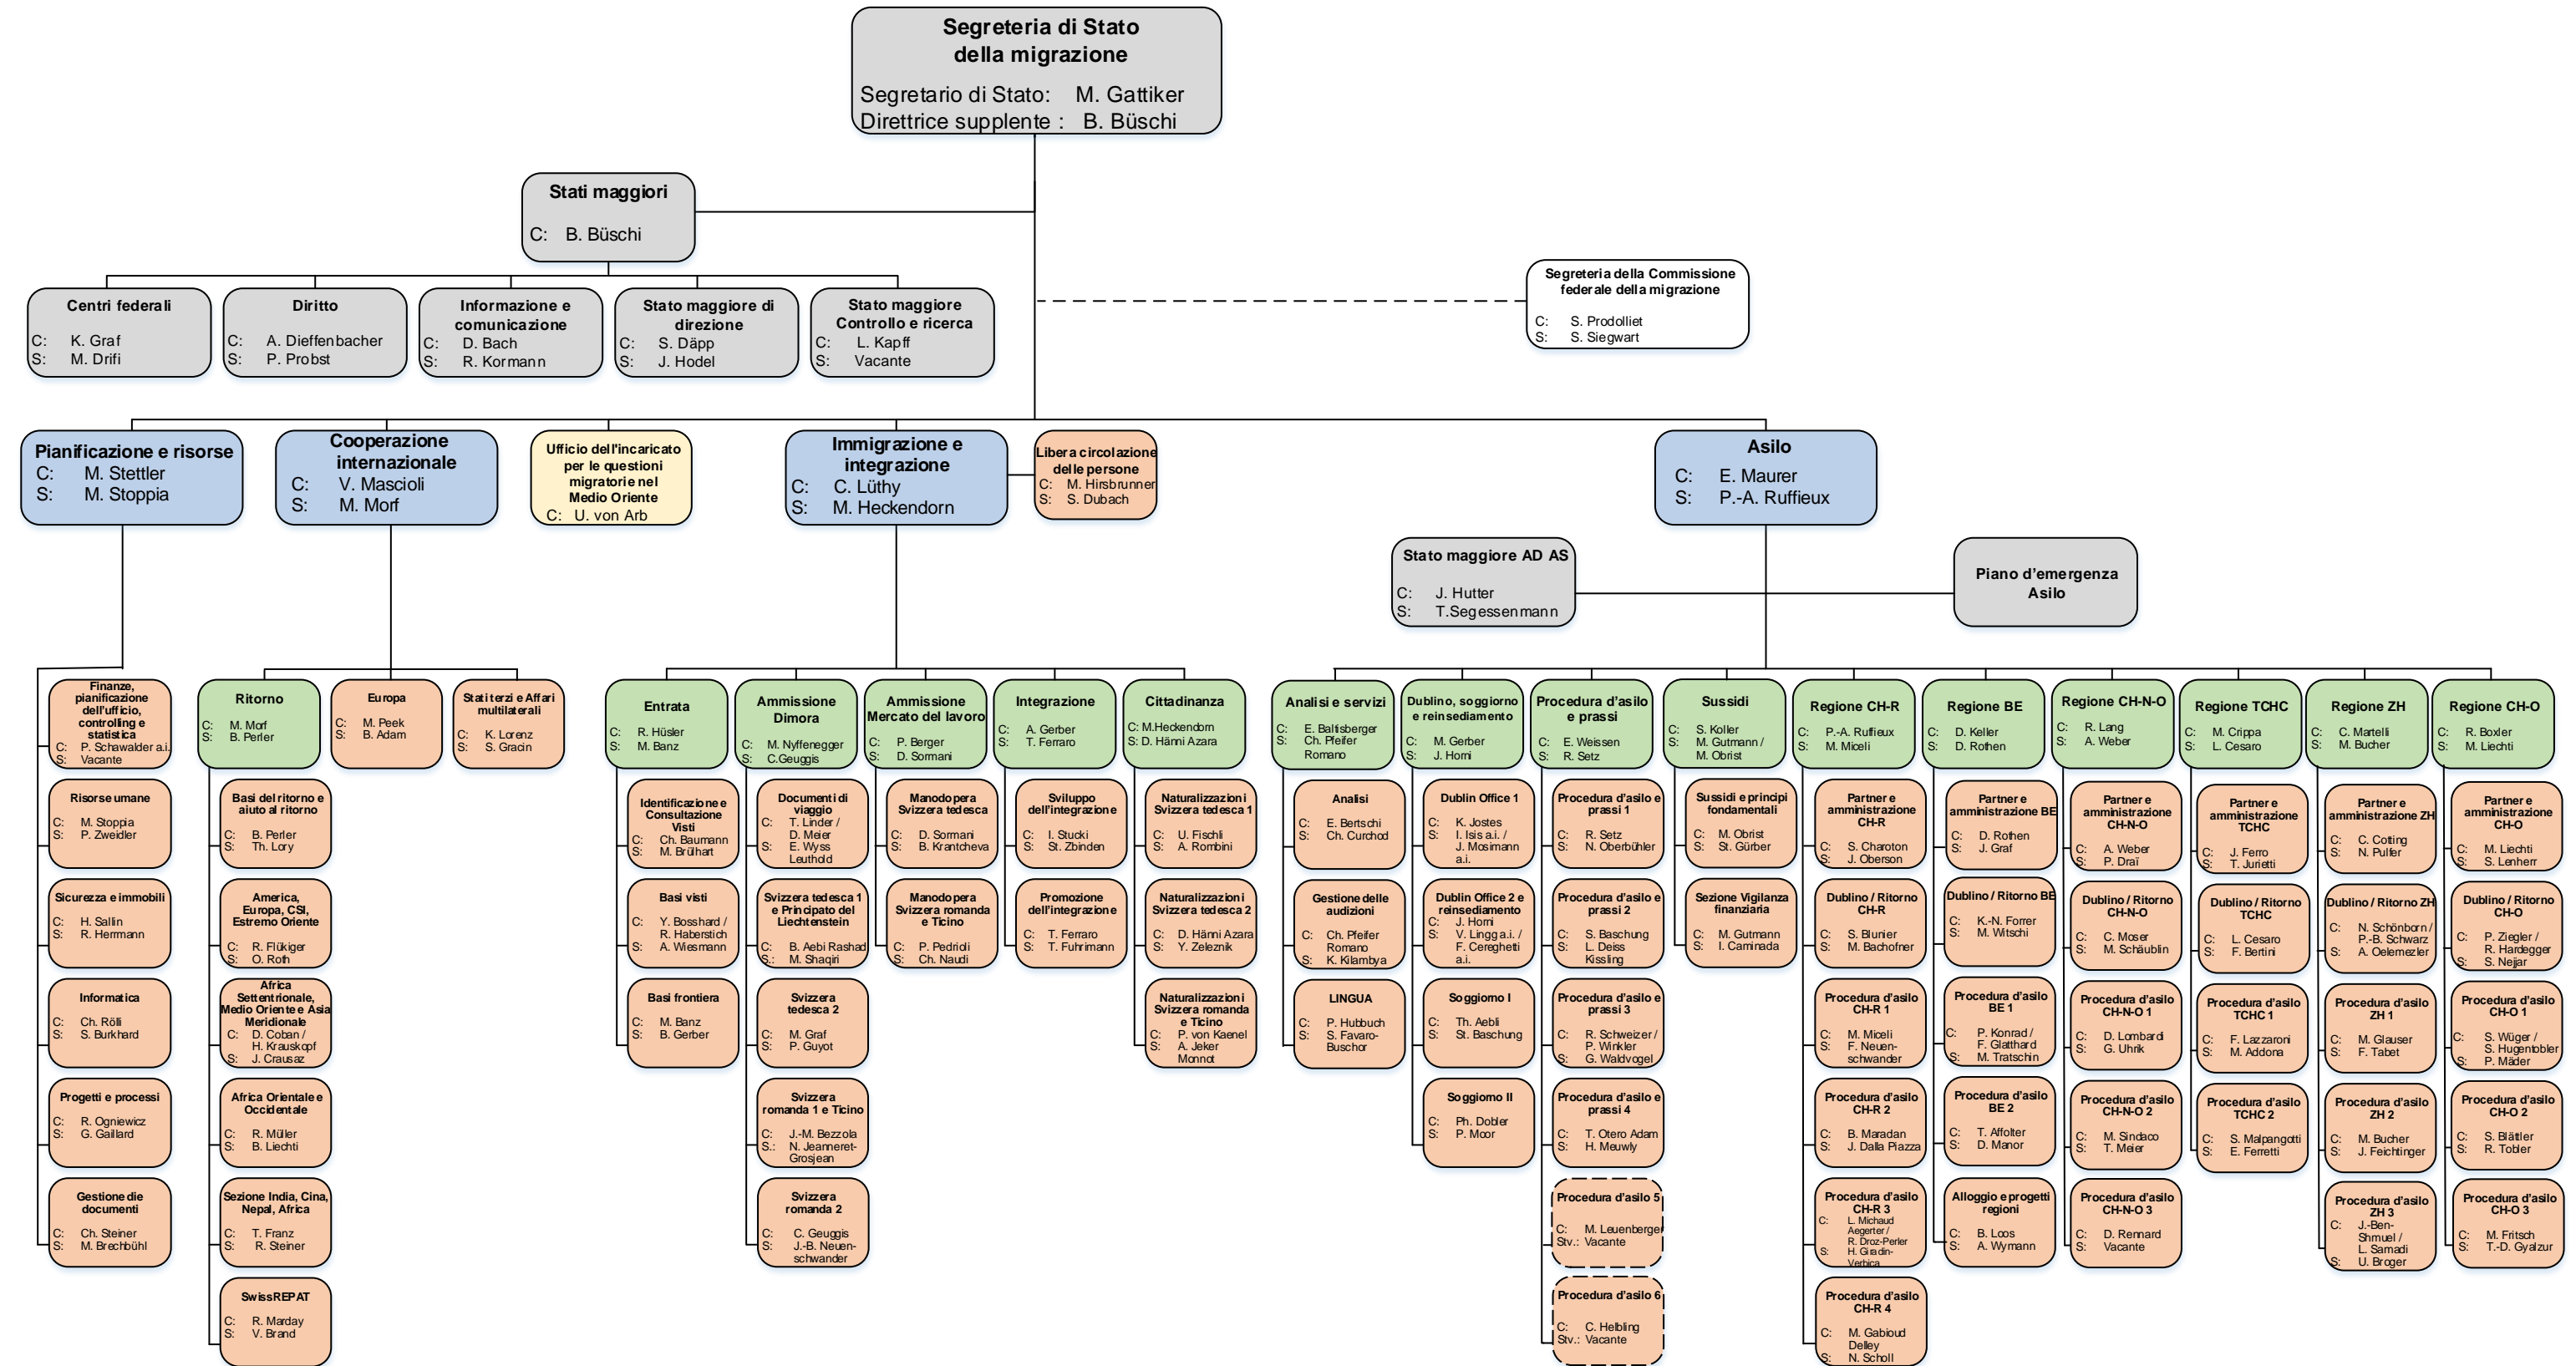 Segreteria di Stato
della migrazione
Segretario di Stato: M. Gattiker
Direttrice supplente : B. Büschi
Stati maggiori
C: B. Büschi
Centri federali
C: K. Graf
S: M. Drifi
Diritto
C: A. Dieffenbacher
S: P. Probst
Informazione e
comunicazione
C: D. Bach
S: R. Kormann
Stato maggiore di
direzione
C: S. Däpp
S: J. Hodel
Stato maggiore
Controllo e ricerca
C: L. Kapff
S: Vacante
Segreteria della Commissione
federale della migrazione
C: S. Prodolliet
S: S. Siegwart
Pianificazione e risorse
C: M. Stettler
S: M. Stoppia
Cooperazione
internazionale
C: V. Mascioli
S: M. Morf
Ufficio dell'incaricato
per le questioni
migratorie nel
Medio Oriente
C: U. von Arb
Immigrazione e
integrazione
C: C. Lüthy
S: M. Heckendorn
Libera circolazione
delle persone
C: M. Hirsbrunner
S: S. Dubach
Asilo
C: E. Maurer
S: P.-A. Ruffieux
Stato maggiore AD AS
C: J. Hutter
S: T.Segessenmann
Piano d'emergenza
Asilo
Finanze,
pianificazione
dell'ufficio,
controlling e
statistica
C: P. Schawalder a.i.
S: Vacante
Risorse umane
C: M. Stoppia
S: P. Zweidler
Sicurezza e immobili
C: H. Sallin
S: R. Herrmann
Informatica
C: Ch. Rölli
S: S. Burkhard
Progetti e processi
C: R. Ogniewicz
S: G. Gaillard
Gestione die
documenti
C: Ch. Steiner
S: M. Brechbühl
Ritorno
C: M. Morf
S: B. Perler
Basi del ritorno e
aiuto al ritorno
C: B. Perler
S: Th. Lory
America,
Europa, CSI,
Estremo Oriente
C: R. Flükiger
S: O. Roth
Africa
Settentrionale,
Medio Oriente e Asia
Meridionale
C: D. Coban /
H. Krauskopf
S: J. Crausaz
Africa Orientale e
Occidentale
C: R. Müller
S: B. Liechti
Sezione India, Cina,
Nepal, Africa
C: T. Franz
S: R. Steiner
SwissREPAT
C: R. Marday
S: V. Brand
Europa
C: M. Peek
S: B. Adam
Stati terzi e Affari
multilaterali
C: K. Lorenz
S: S. Gracin
Entrata
C: R. Hüsler
S: M. Banz
Identificazione e
Consultazione
Visti
C: Ch. Baumann
S: M. Brülhart
Basi visti
C: Y. Bosshard /
R. Haberstich
S: A. Wiesmann
Basi frontiera
C: M. Banz
S: B. Gerber
Ammissione
Dimora
C: M. Nyffenegger
S: C.Geuggis
Documenti di
viaggio
C: T. Linder /
D. Meier
S: E. Wyss
Leuthold
Svizzera tedesca 1
e Principato del
Liechtenstein
C: B. Aebi Rashad
S.: M. Shaqiri
Svizzera
tedesca 2
C: M. Graf
S: P. Guyot
Svizzera
romanda 1 e Ticino
C: J.-M. Bezzola
S.: N. Jeanneret-
Grosjean
Svizzera
romanda 2
C: C. Geuggis
S: J.-B. Neuen-
schwander
Ammissione
Mercato del lavoro
C: P. Berger
S: D. Sormani
Manodopera
Svizzera tedesca
C: D. Sormani
S: B. Krantcheva
Manodopera
Svizzera romanda
e Ticino
C: P. Pedrioli
S: Ch. Naudi
Integrazione
C: A. Gerber
S: T. Ferraro
Sviluppo
dell'integrazione
C: I. Stucki
S: St. Zbinden
Promozione
dell'integrazione
C: T. Ferraro
S: T. Fuhrimann
Cittadinanza
C: M.Heckendorn
S: D. Hänni Azara
Naturalizzazioni
Svizzera tedesca 1
C: U. Fischli
S: A. Rombini
Naturalizzazioni
Svizzera tedesca 2
C: D. Hänni Azara
S: Y. Zeleznik
Naturalizzazioni
Svizzera romanda
e Ticino
C: P. von Kaenel
S: A. Jeker
Monnot
Analisi e servizi
C: E. Baltisberger
S: Ch. Pfeifer
Romano
Analisi
C: E. Bertschi
S: Ch. Curchod
Gestione delle
audizioni
C: Ch. Pfeifer
Romano
S: K. Kilambya
LINGUA
C: P. Hubbuch
S: S. Favaro-
Buschor
Dublino, soggiorno
e reinsediamento
C: M. Gerber
S: J. Horni
Dublin Office 1
C: K. Jostes
S: I. Isis a.i. /
J. Mosimann
a.i.
Dublin Office 2 e
reinsediamento
C: J. Horni
S: V. Lingg a.i. /
F. Cereghetti
a.i.
Soggiorno I
C: Th. Aebli
S: St. Baschung
Soggiorno II
C: Ph. Dobler
S: P. Moor
Procedura d'asilo
e prassi
C: E. Weissen
S: R. Setz
Procedura d'asilo e
prassi 1
C: R. Setz
S: N. Oberbühler
Procedura d'asilo e
prassi 2
C: S. Baschung
S: L. Deiss
Kissling
Procedura d'asilo e
prassi 3
C: R. Schweizer /
P. Winkler
S: G. Waldvogel
Procedura d'asilo e
prassi 4
C: T. Otero Adam
S: H. Meuwly
Procedura d'asilo 5
C: M. Leuenberger
Stv.: Vacante
Procedura d'asilo 6
C: C. Helbling
Stv.: Vacante
Sussidi
C: S. Koller
S: M. Gutmann /
M. Obrist
Sussidi e principi
fondamentali
C: M. Obrist
S: St. Gürber
Sezione Vigilanza
finanziaria
C: M. Gutmann
S: I. Caminada
Regione CH-R
C: P.-A. Ruffieux
S: M. Miceli
Partner e
amministrazione
CH-R
C: S. Charoton
S: J. Oberson
Dublino / Ritorno
CH-R
C: S. Blunier
S: M. Bachofner
Procedura d'asilo
CH-R 1
C: M. Miceli
S: F. Neuen-
schwander
Procedura d'asilo
CH-R 2
C: B. Maradan
S: J. Dalla Piazza
Procedura d'asilo
CH-R 3
C: L. Michaud
Aegerter /
R. Droz-Perler
S: H. Giradin-
Verbica
Procedura d'asilo
CH-R 4
C: M. Gabioud
Delley
S: N. Scholl
Regione BE
C: D. Keller
S: D. Rothen
Partner e
amministrazione BE
C: D. Rothen
S: J. Graf
Dublino / Ritorno BE
C: K.-N. Forrer
S: M. Witschi
Procedura d'asilo
BE 1
C: P. Konrad /
F. Glatthard
S: M. Tratschin
Procedura d'asilo
BE 2
C: T. Affolter
S: D. Manor
Alloggio e progetti
regioni
C: B. Loos
S: A. Wymann
Regione CH-N-O
C: R. Lang
S: A. Weber
Partner e
amministrazione
CH-N-O
C: A. Weber
S: P. Draï
Dublino / Ritorno
CH-N-O
C: C. Moser
S: M. Schäublin
Procedura d'asilo
CH-N-O 1
C: D. Lombardi
S: G. Uhrik
Procedura d'asilo
CH-N-O 2
C: M. Sindaco
S: T. Meier
Procedura d'asilo
CH-N-O 3
C: D. Rennard
S: Vacante
Regione TCHC
C: M. Crippa
S: L. Cesaro
Partner e
amministrazione
TCHC
C: J. Ferro
S: T. Jurietti
Dublino / Ritorno
TCHC
C: L. Cesaro
S: F. Bertini
Procedura d'asilo
TCHC 1
C: F. Lazzaroni
S: M. Addona
Procedura d'asilo
TCHC 2
C: S. Malpangotti
S: E. Ferretti
Regione ZH
C: C. Martelli
S: M. Bucher
Partner e
amministrazione ZH
C: C. Cotting
S: N. Pulfer
Dublino / Ritorno ZH
C: N. Schönborn /
P.-B. Schwarz
S: A. Oelemezler
Procedura d'asilo
ZH 1
C: M. Glauser
S: F. Tabet
Procedura d'asilo
ZH 2
C: M. Bucher
S: J. Feichtinger
Procedura d'asilo
ZH 3
C: J.-Ben-
Shmuel /
L. Samadi
S: U. Broger
Regione CH-O
C: R. Boxler
S: M. Liechti
Partner e
amministrazione
CH-O
C: M. Liechti
S: S. Lenherr
Dublino / Ritorno
CH-O
C: P. Ziegler /
R. Hardegger
S: S. Nejjar
Procedura d'asilo
CH-O 1
C: S. Wüger /
S. Hugentobler
S: P. Mäder
Procedura d'asilo
CH-O 2
C: S. Blättler
S: R. Tobler
Procedura d'asilo
CH-O 3
C: M. Fritsch
S: T.-D. Gyalzur